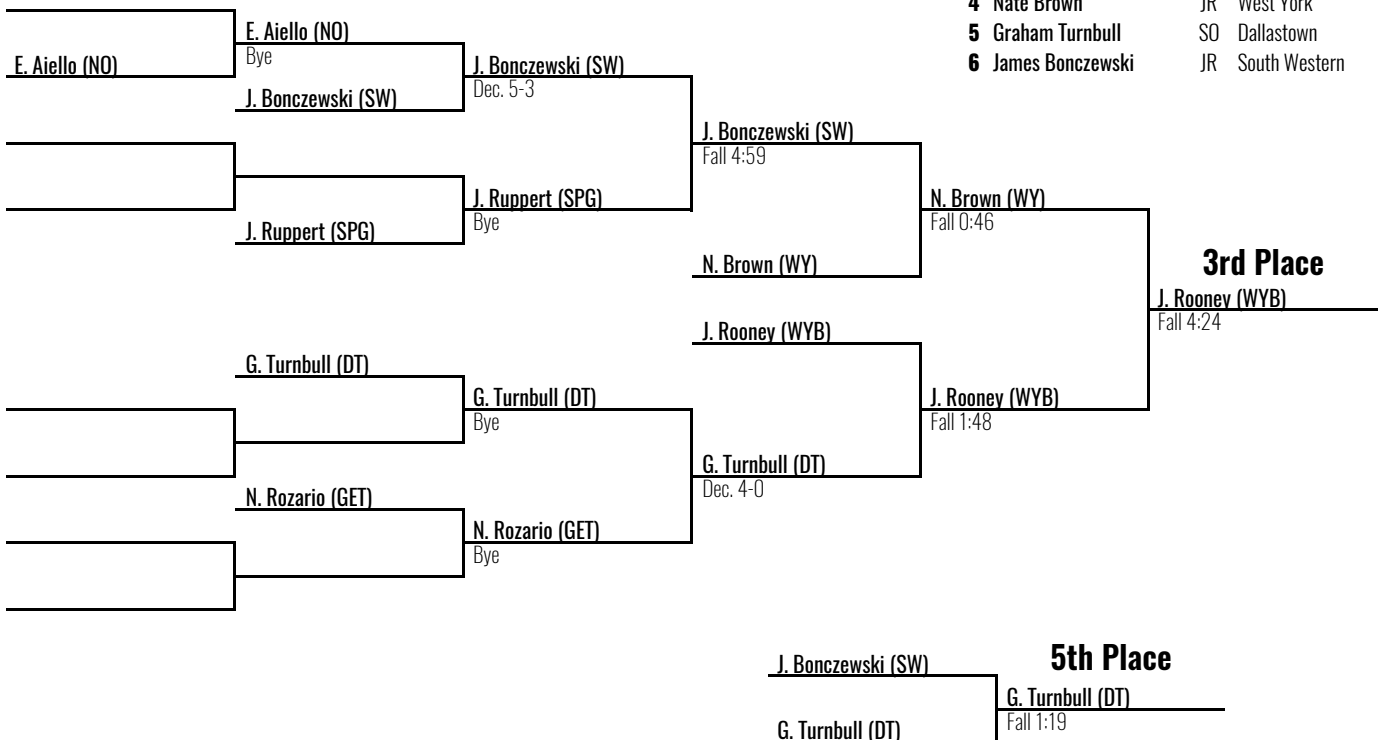 4 Nate Brown JR West York
E. Aiello (NO)
5 Graham Turnbull SO Dallastown
Bye
E. Aiello (NO)
J. Bonczewski (SW)
6 James Bonczewski JR South Western
Dec. 5-3
J. Bonczewski (SW)
J. Bonczewski (SW)
Fall 4:59
J. Ruppert (SPG)
N. Brown (WY)
Bye
Fall 0:46
J. Ruppert (SPG)
N. Brown (WY)
3rd Place
J. Rooney (WYB)
Fall 4:24
J. Rooney (WYB)
G. Turnbull (DT)
G. Turnbull (DT)
J. Rooney (WYB)
Bye
Fall 1:48
G. Turnbull (DT)
Dec. 4-0
N. Rozario (GET)
N. Rozario (GET)
Bye
5th Place
J. Bonczewski (SW)
G. Turnbull (DT)
Fall 1:19
G. Turnbull (DT)